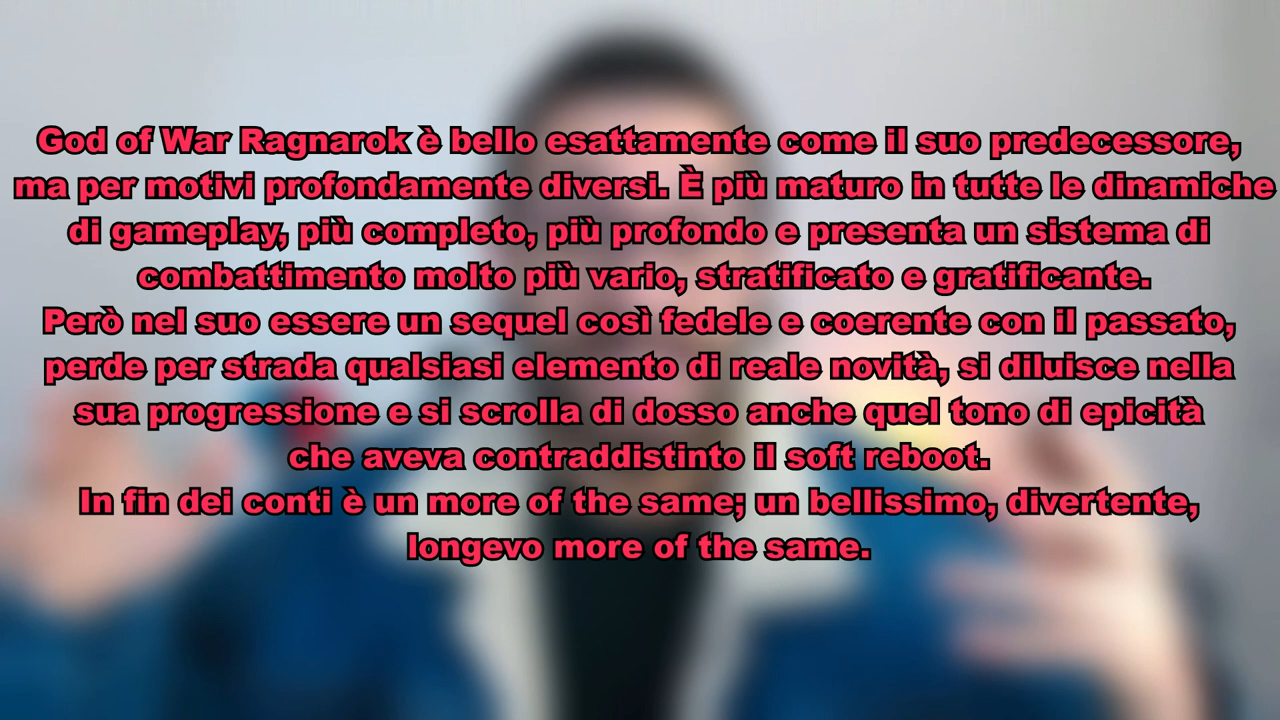 God of War Ragnarok è bello esattamente come il suo predecessore,
ma per motivi profondamente diversi. È più maturo in tutte le dinamiche
di gameplay, più completo, più profondo e presenta un sistema di
combattimento molto più vario, stratificato e gratificante.
Però nel suo essere un sequel così fedele e coerente con il passato,
perde per strada qualsiasi elemento di reale novità, si diluisce nella
sua progressione e si scrolla di dosso anche quel tono di epicità
che aveva contraddistinto il soft reboot.
In fin dei conti è un more of the same; un bellissimo, divertente,
longevo more of the same.